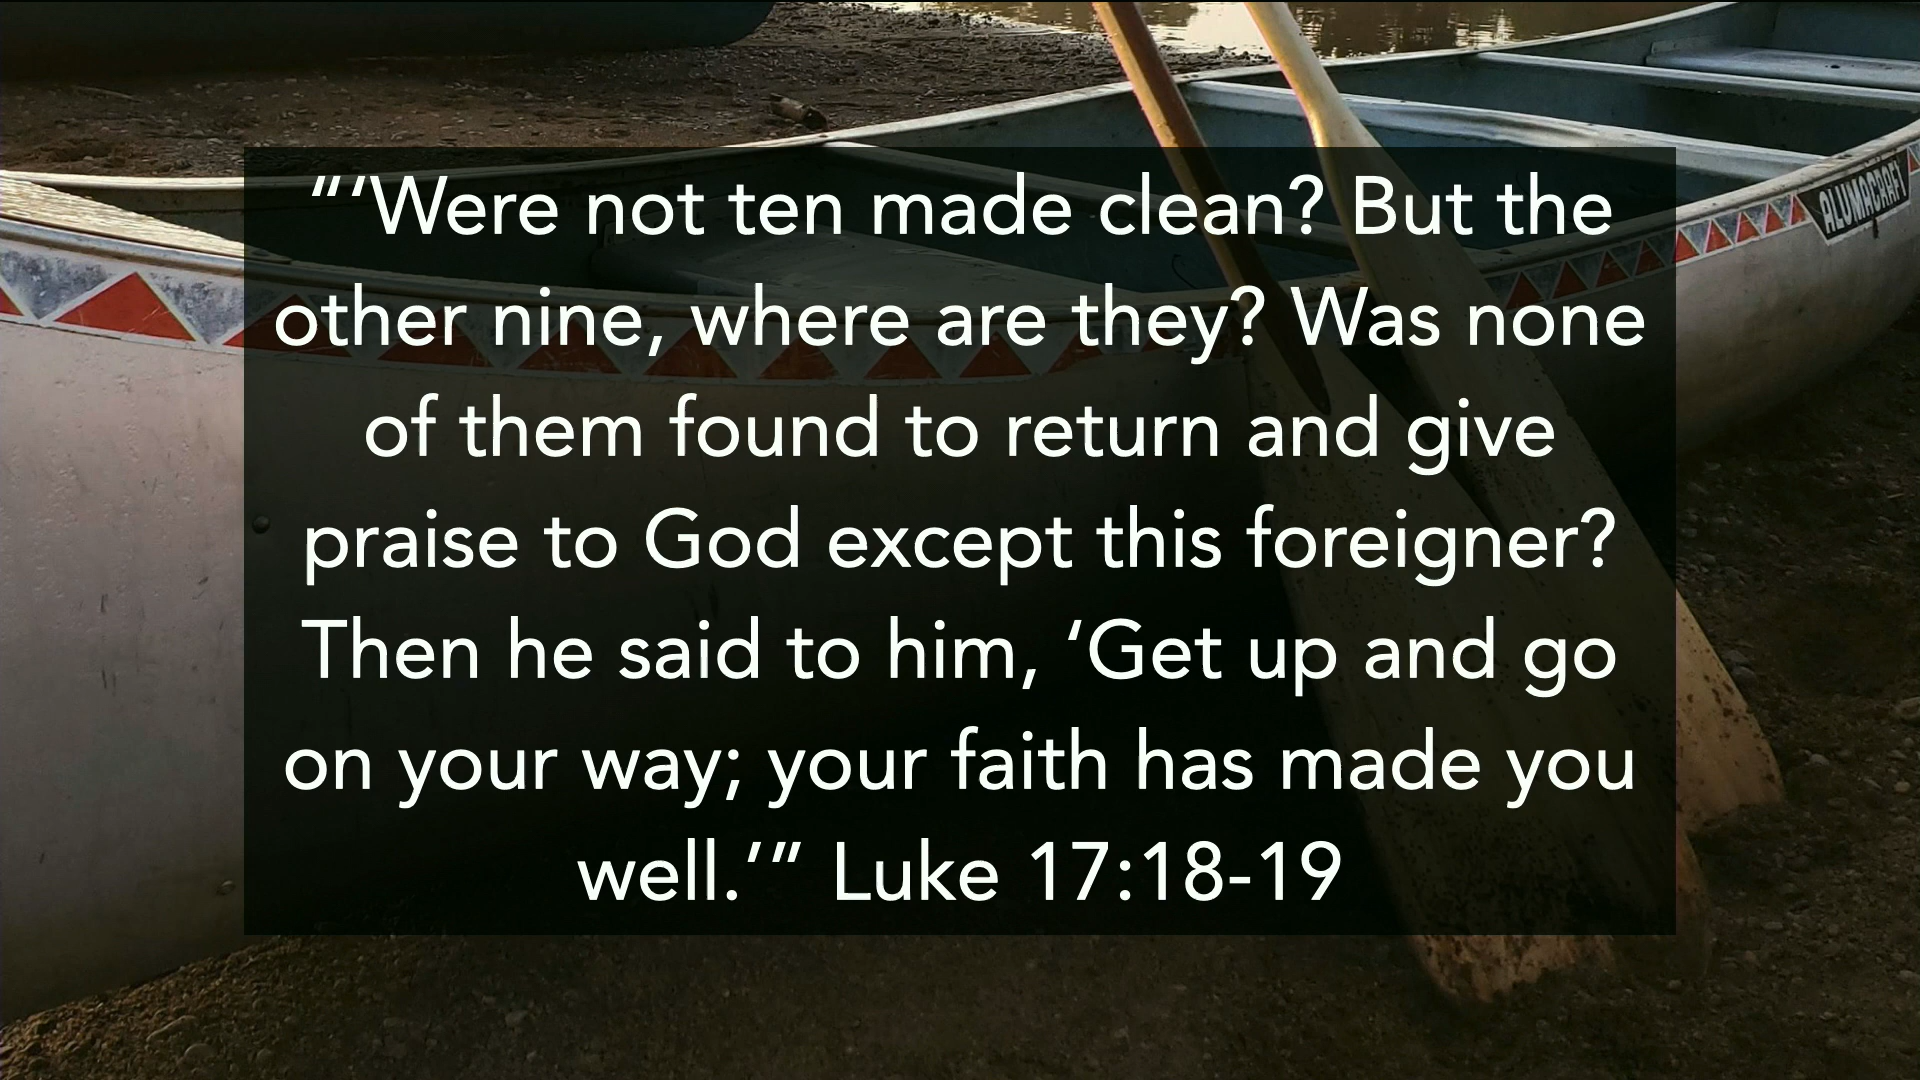 “‘Were not ten made clean? But the
other nine, where are they? Was none
of them found to return and give
praise to God except this foreigner?
Then he said to him, ‘Get up and go
on your way; your faith has made you
well.’” Luke 17:18-19
ALUMACRAFT